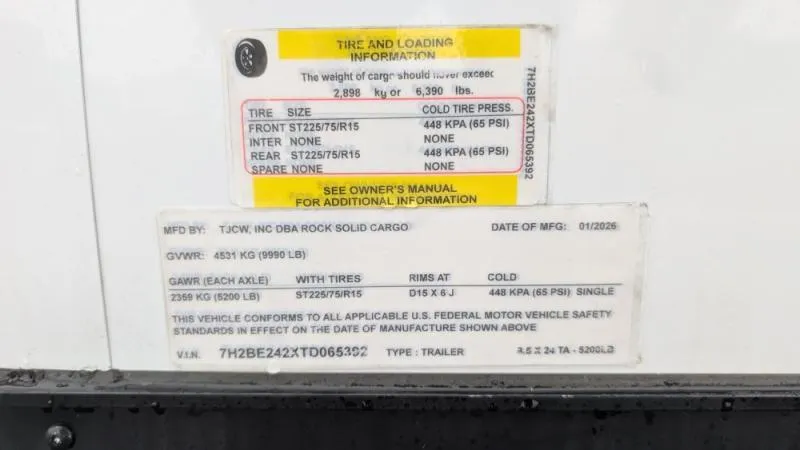 TIRE AND LOADING
INFORMATION
The weight of cargo should never exceed
2,898 kg or 6,390 lbs.
TIRE SIZE COLD TIRE PRESS.
FRONT ST225/75/R15 448 KPA (65 PSI)
INTER NONE NONE
REAR ST225/75/R15 448 KPA (65 PSI)
SPARE NONE NONE
SEE OWNER'S MANUAL
FOR ADDITIONAL INFORMATION
7H2BE242XTD065392
MFD BY: TJCW, INC DBA ROCK SOLID CARGO DATE OF MFG: 01/2026
GVWR: 4531 KG (9990 LB)
GAWR (EACH AXLE) WITH TIRES RIMS AT COLD
2359 KG (5200 LB) ST225/75/R15 D15 X 6 J 448 KPA (65 PSI) SINGLE
THIS VEHICLE CONFORMS TO ALL APPLICABLE U.S. FEDERAL MOTOR VEHICLE SAFETY
STANDARDS IN EFFECT ON THE DATE OF MANUFACTURE SHOWN ABOVE
V.I.N. 7H2BE242XTD065392 TYPE : TRAILER 8.5 X 24 TA - 5200LB